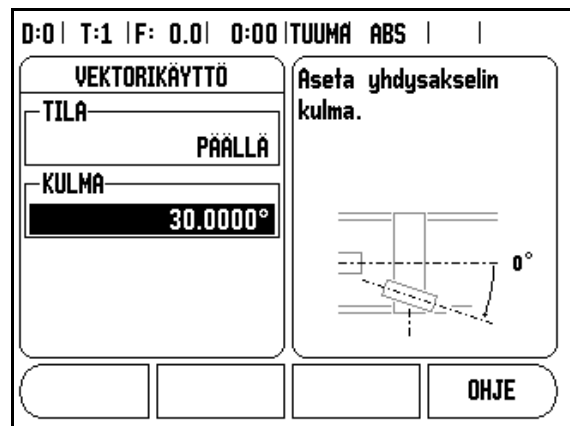 D:0| T:1 |F: 0.0| 0:00 |TUUMA ABS | |
VEKTORIKÄYTTÖ
TILA
PÄÄLLÄ
KULMA
30.0000°
Aseta yhdysakselin
kulma.
0°
OHJE